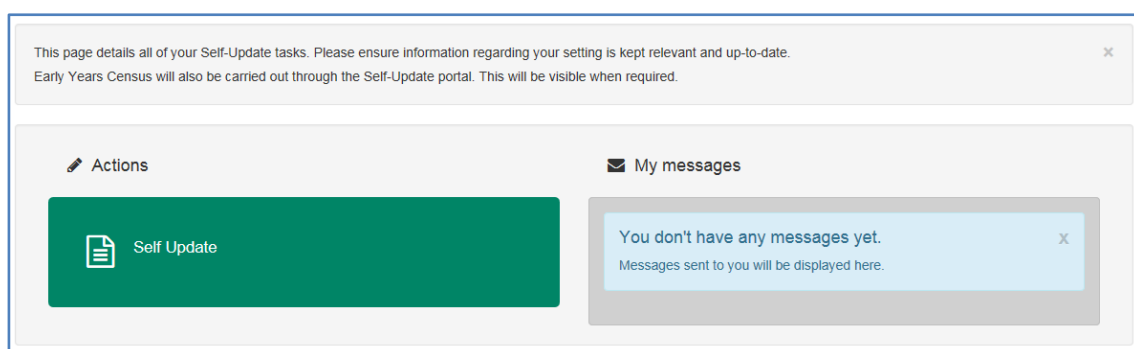 This page details all of your Self-Update tasks. Please ensure information regarding your setting is kept relevant and up-to-date.
Early Years Census will also be carried out through the Self-Update portal. This will be visible when required.
Actions
Self Update
My messages
You don't have any messages yet.
Messages sent to you will be displayed here.